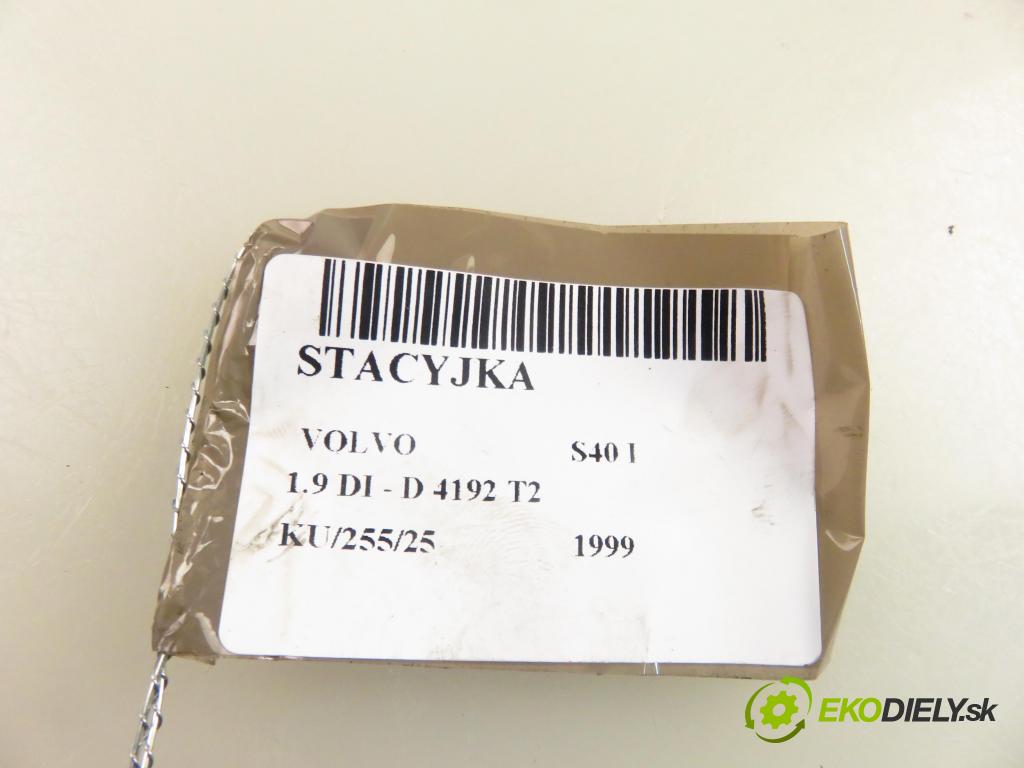 STACYJKA
VOLVO S40 I
1.9 DI - D 4192 T2
KU/255/25 1999
EKODIELY.sk